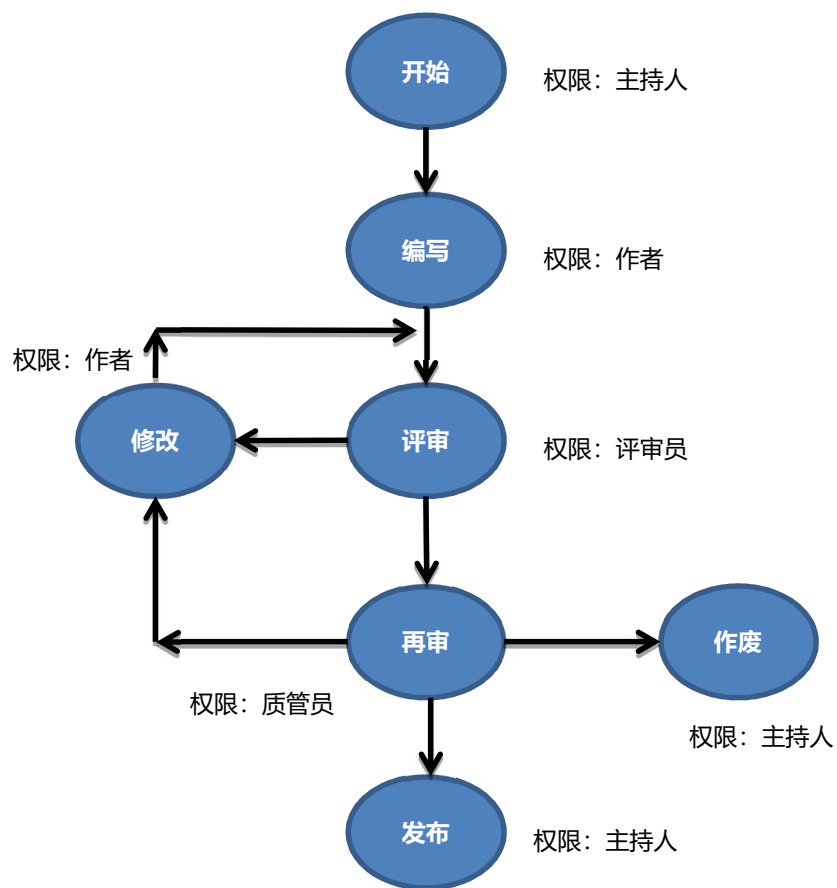 开始
权限：主持人
编写
权限：作者
权限：作者
修改
评审
权限：评审员
再审
作废
权限：质管员
权限：主持人
发布
权限：主持人